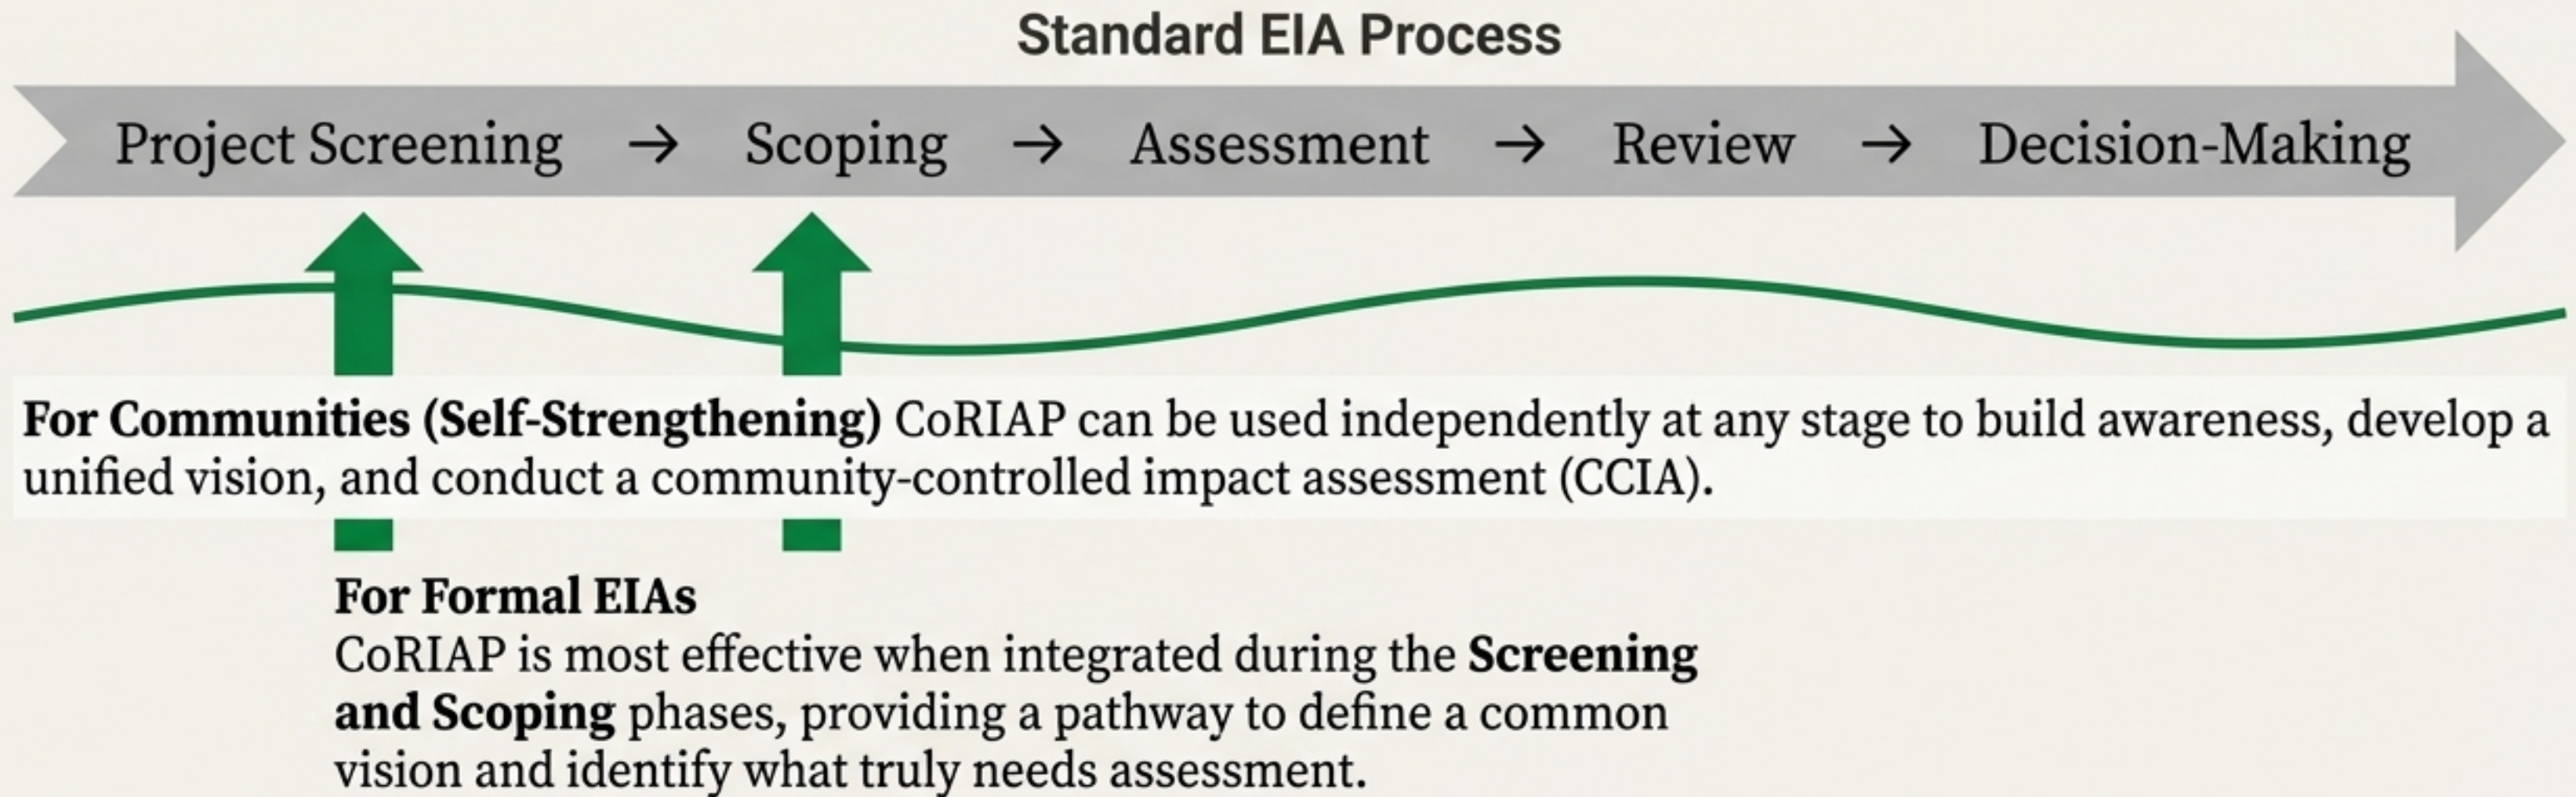 Standard EIA Process
Project Screening → Scoping → Assessment → Review → Decision-Making
For Communities (Self-Strengthening) CoRIAP can be used independently at any stage to build awareness, develop a
unified vision, and conduct a community-controlled impact assessment (CCIA).
For Formal EIAs
CoRIAP is most effective when integrated during the Screening
and Scoping phases, providing a pathway to define a common
vision and identify what truly needs assessment.